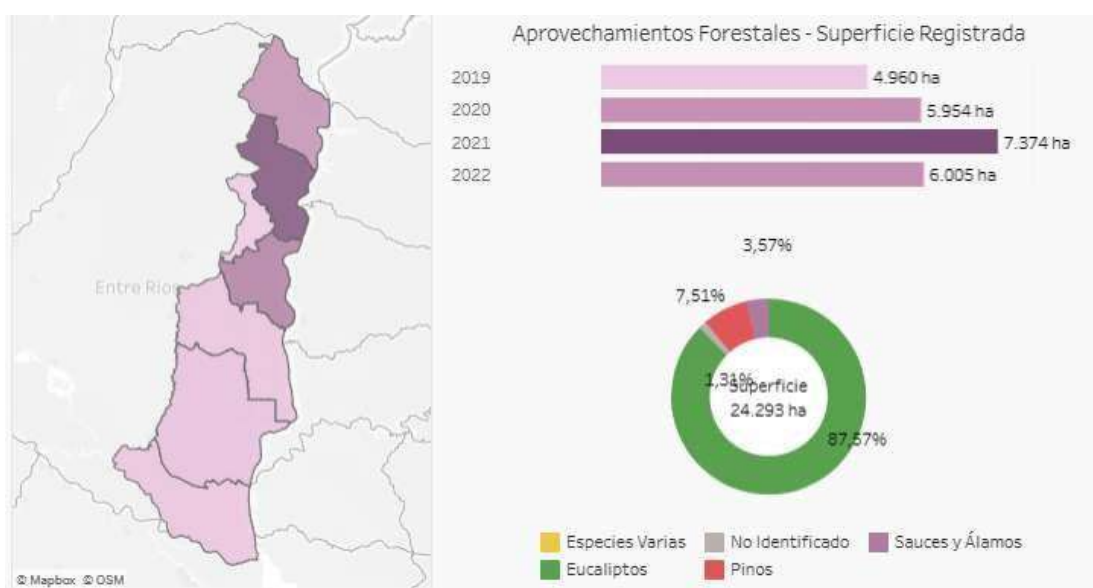 Aprovechamientos Forestales - Superficie Registrada
2019 4.960 ha
2020 5.954 ha
2021 7.374 ha
2022 6.005 ha
Entre Ríos
3,57%
7,51%
1,31%
Superficie
24.293 ha
87,57%
Especies Varias No Identificado Sauces y Álamos
Eucaliptos Pinos
© Mapbox © OSM